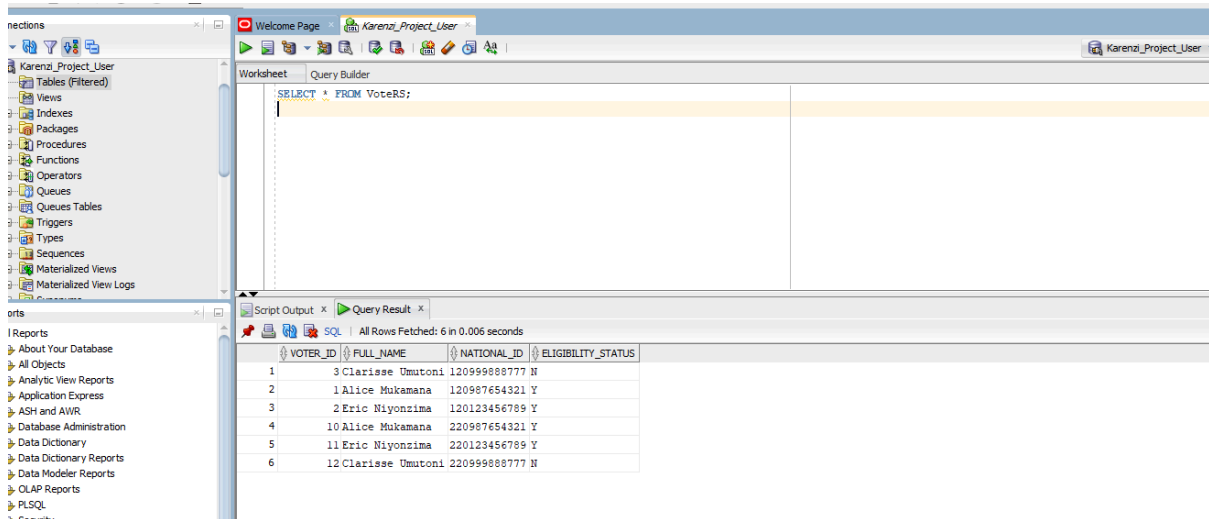 nections
Welcome Page
Karenzi_Project_User
Karenzi_Project_User
Karenzi_Project_User
Tables (Filtered)
Views
Indexes
Packages
Procedures
Functions
Operators
Queues
Queues Tables
Triggers
Types
Sequences
Materialized Views
Materialized View Logs
Worksheet Query Builder
SELECT * FROM VoteRS;
orts
l Reports
About Your Database
All Objects
Analytic View Reports
Application Express
ASH and AWR
Database Administration
Data Dictionary
Data Dictionary Reports
Data Modeler Reports
OLAP Reports
PLSQL
Script Output x Query Result x
SQL | All Rows Fetched: 6 in 0.006 seconds
VOTER_ID FULL_NAME NATIONAL_ID ELIGIBILITY_STATUS
1 3 Clarisse Umutoni 120999888777 N
2 1 Alice Mukamana 120987654321 Y
3 2 Eric Niyonzima 120123456789 Y
4 10 Alice Mukamana 220987654321 Y
5 11 Eric Niyonzima 220123456789 Y
6 12 Clarisse Umutoni 220999888777 N